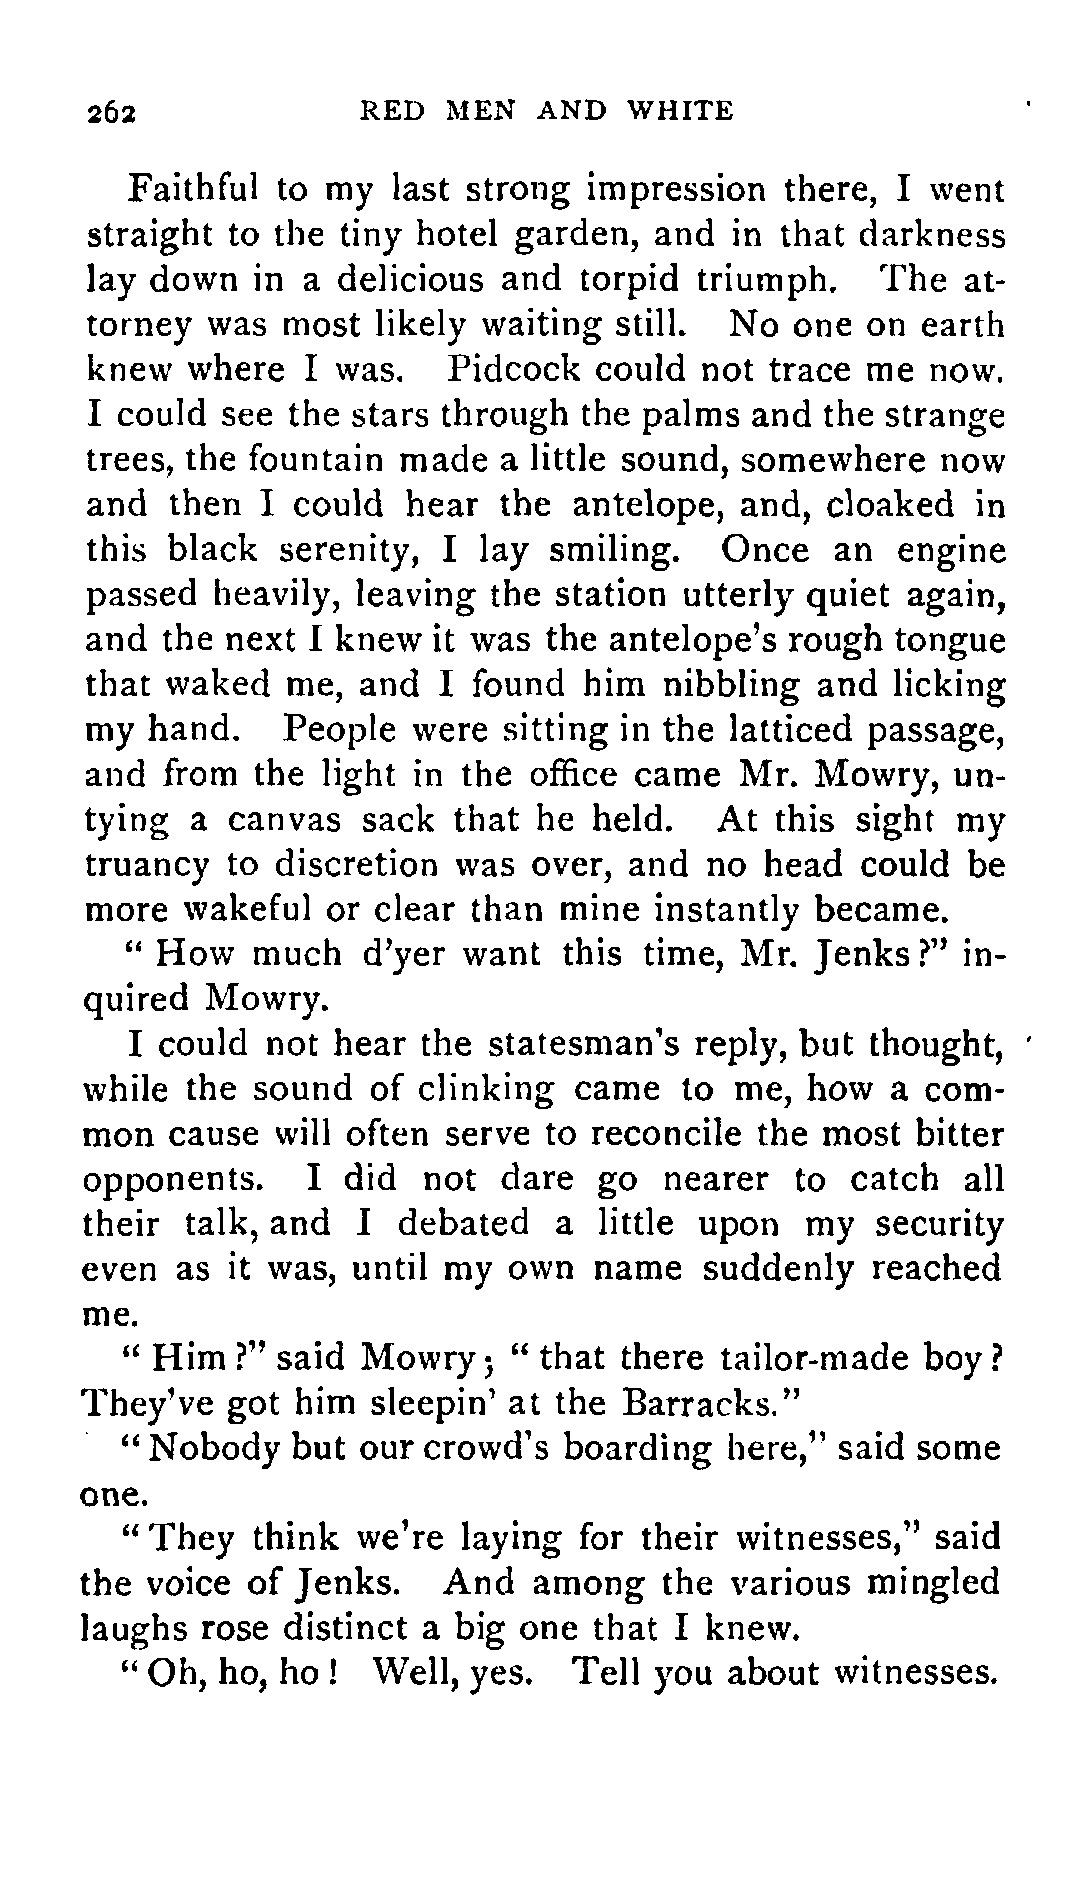 262 RED MEN AND WHITE
Faithful to my last strong impression there, I went
straight to the tiny hotel garden, and in that darkness
lay down in a delicious and torpid triumph. The at-
torney was most likely waiting still. No one on earth
knew where I was. Pidcock could not trace me now.
I could see the stars through the palms and the strange
trees, the fountain made a little sound, somewhere now
and then I could hear the antelope, and, cloaked in
this black serenity, I lay smiling. Once an engine
passed heavily, leaving the station utterly quiet again,
and the next I knew it was the antelope's rough tongue
that waked me, and I found him nibbling and licking
my hand. People were sitting in the latticed passage,
and from the light in the office came Mr. Mowry, un-
tying a canvas sack that he held. At this sight my
truancy to discretion was over, and no head could be
more wakeful or clear than mine instantly became.
" How much d'yer want this time, Mr. Jenks ?" in-
quired Mowry.
I could not hear the statesman's reply, but thought,
while the sound of clinking came to me, how a com-
mon cause will often serve to reconcile the most bitter
opponents. I did not dare go nearer to catch all
their talk, and I debated a little upon my security
even as it was, until my own name suddenly reached
me.
" Him ?" said Mowry ; " that there tailor-made boy ?
They've got him sleepin' at the Barracks."
" Nobody but our crowd's boarding here," said some
one.
" They think we're laying for their witnesses," said
the voice of Jenks. And among the various mingled
laughs rose distinct a big one that I knew.
" Oh, ho, ho ! Well, yes. Tell you about witnesses.